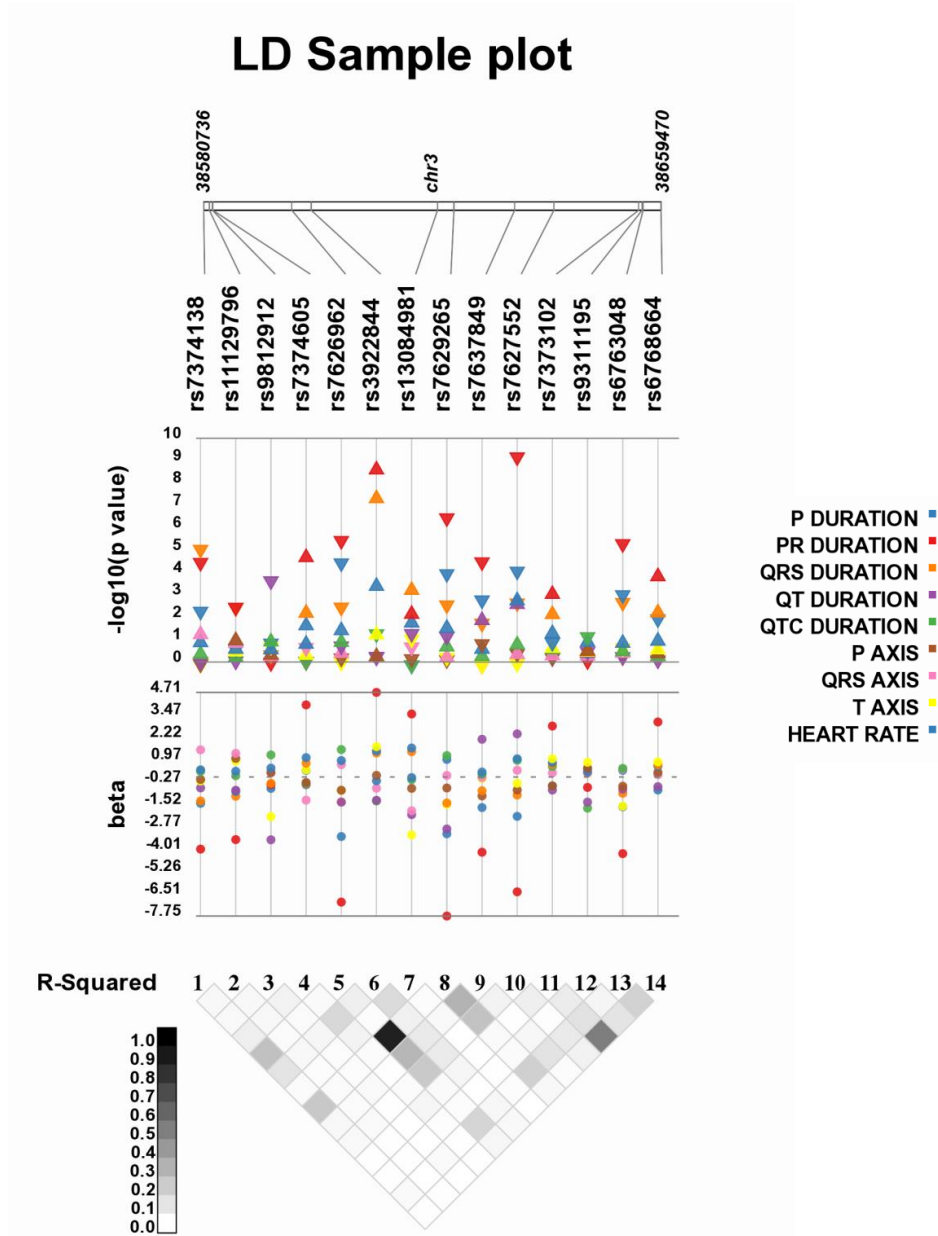 LD Sample plot
38580736
chr3
38659470
rs7374138
rs11129796
rs9812912
rs7374605
rs7626962
rs3922844
rs13084981
rs7629265
rs7637849
rs7627552
rs7373102
rs9311195
rs6763048
rs6768664
-log10(p value)
10
9
8
7
6
5
4
3
2
1
0
P DURATION
PR DURATION
QRS DURATION
QT DURATION
QTC DURATION
P AXIS
QRS AXIS
T AXIS
HEART RATE
beta
4.71
3.47
2.22
0.97
-0.27
-1.52
-2.77
-4.01
-5.26
-6.51
-7.75
R-Squared 1 2 3 4 5 6 7 8 9 10 11 12 13 14
1.0
0.9
0.8
0.7
0.6
0.5
0.4
0.3
0.2
0.1
0.0